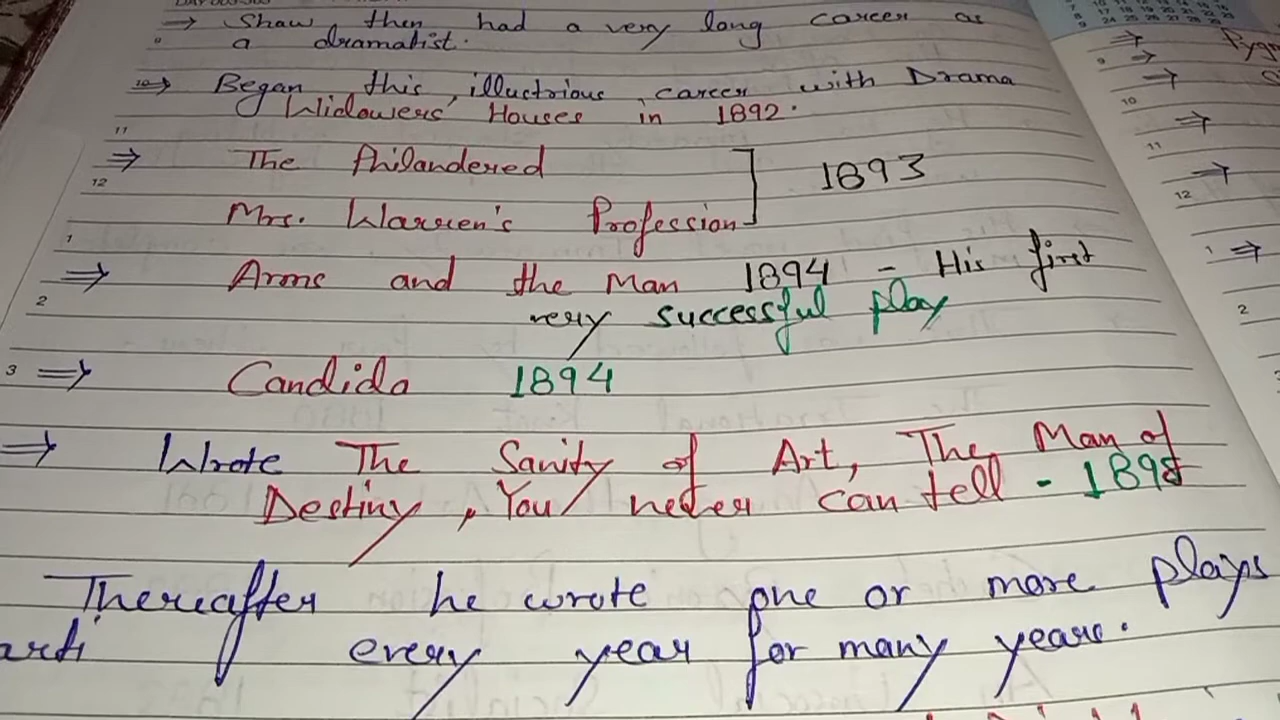 ⇒ Shaw then had a very long career as
a dramatist.
⇒ Began this illustrious career with Drama
Widowers' Houses in 1892.
⇒ The Philandered ] 1893
Mrs. Warren's Profession
⇒ Arms and the Man 1894 - His first
very successful play
⇒ Candida 1894
⇒ Wrote The Sanity of Art, The Man of
Destiny, You never can tell -
Thereafter he wrote one or more plays
every year for many years.